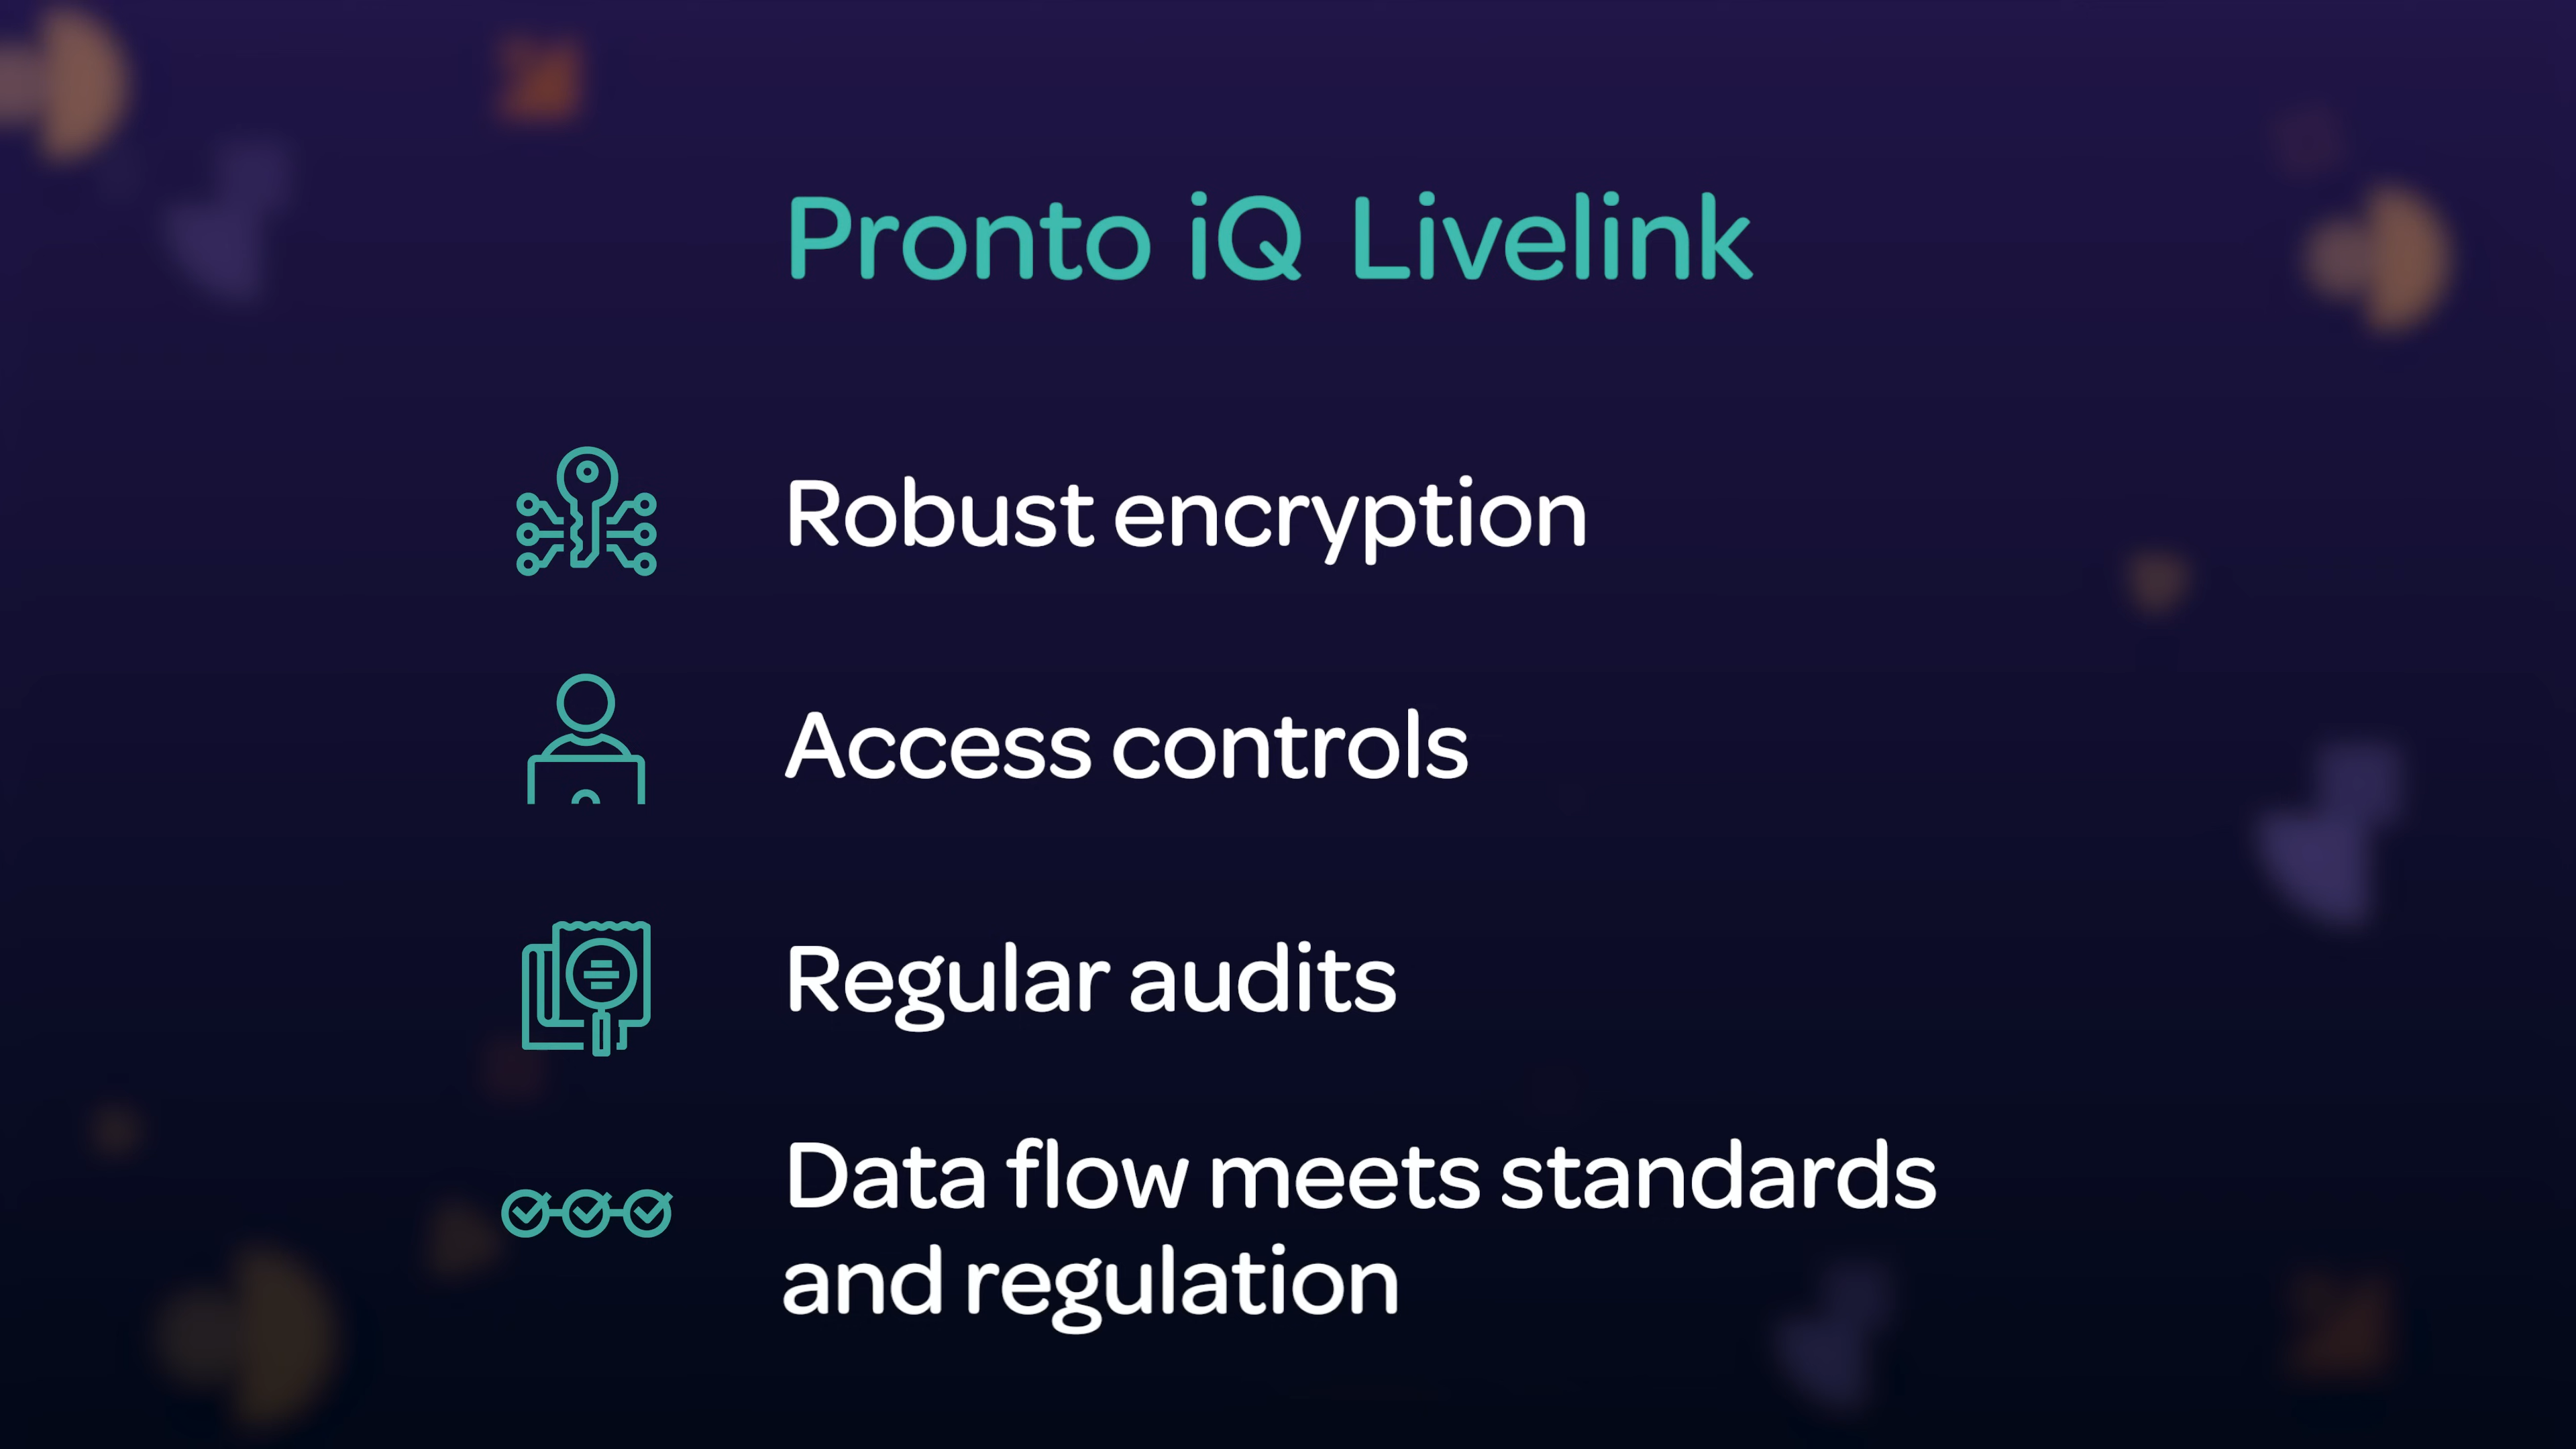 Pronto iQ Livelink
Robust encryption
Access controls
Regular audits
Data flow meets standards
and regulation